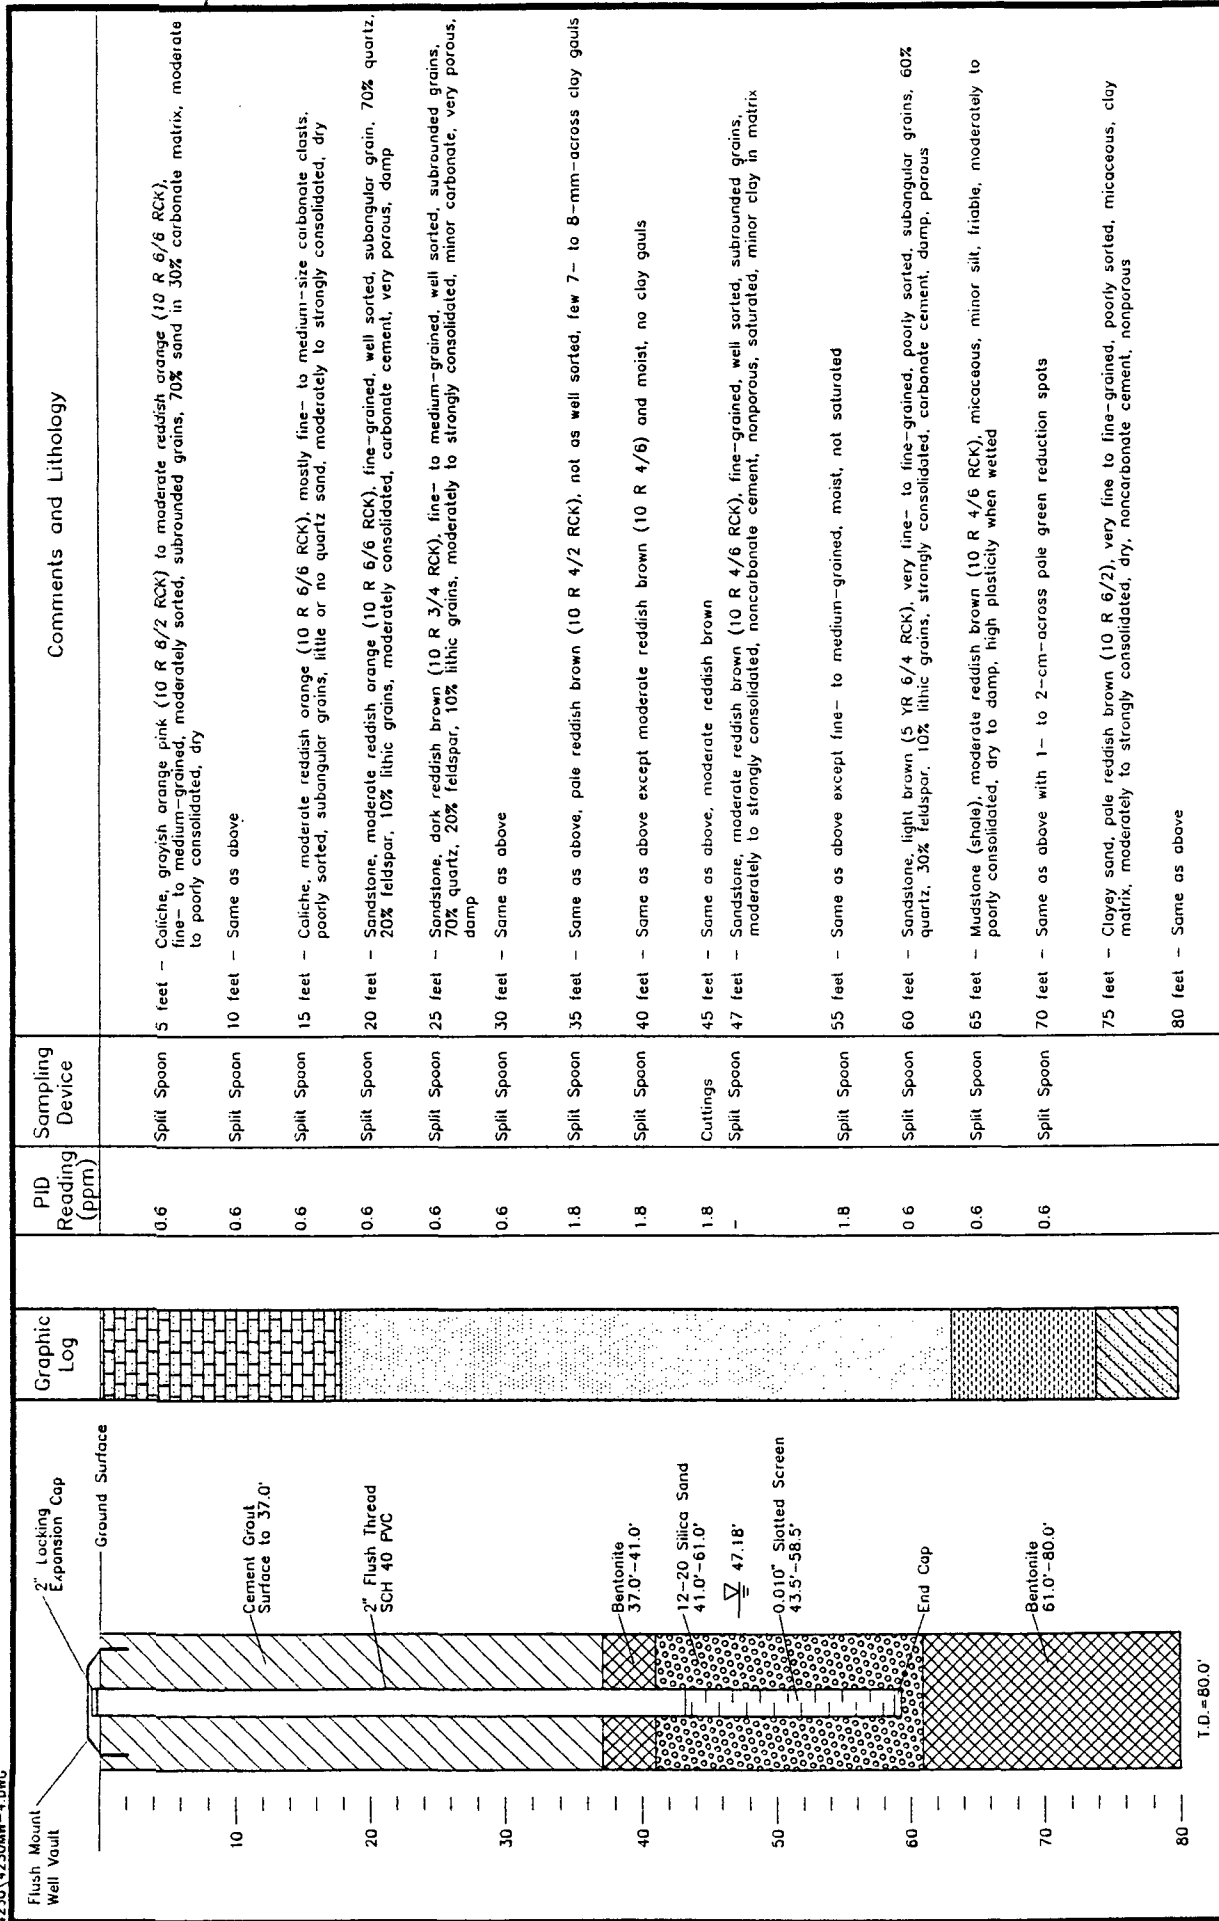 4230\4230MW-4.DWG
Flush Mount
Well Vault
2" Locking
Expansion Cap
Ground Surface
Cement Grout
Surface to 37.0'
2" Flush Thread
SCH 40 PVC
Bentonite
37.0'-41.0'
12-20 Silica Sand
41.0'-61.0'
47.18'
0.010" Slotted Screen
43.5'-58.5'
End Cap
Bentonite
61.0'-80.0'
10
20
30
40
50
60
70
80
T.D.=80.0'
Graphic
Log
PID
Reading
(ppm)
0.6
0.6
0.6
0.6
0.6
0.6
1.8
1.8
1.8
-
1.8
0 6
0.6
0.6
Sampling
Device
Split Spoon
Split Spoon
Split Spoon
Split Spoon
Split Spoon
Split Spoon
Split Spoon
Split Spoon
Cuttings
Split Spoon
Split Spoon
Split Spoon
Split Spoon
Split Spoon
Comments and Lithology
5 feet - Caliche, grayish orange pink (10 R 8/2 RCK) to moderate reddish orange (10 R 6/6 RCK),
fine- to medium-grained, moderately sorted, subrounded grains, 70% sand in 30% carbonate matrix, moderate
to poorly consolidated, dry
10 feet - Same as above
15 feet - Caliche, moderate reddish orange (10 R 6/6 RCK), mostly fine- to medium-size carbonate clasts,
poorly sorted, subangular grains, little or no quartz sand, moderately to strongly consolidated, dry
20 feet - Sandstone, moderate reddish orange (10 R 6/6 RCK), fine-grained, well sorted, subangular grain, 70% quartz,
20% feldspar, 10% lithic grains, moderately consolidated, carbonate cement, very porous, damp
25 feet - Sandstone, dark reddish brown (10 R 3/4 RCK), fine- to medium-grained, well sorted, subrounded grains,
70% quartz, 20% feldspar, 10% lithic grains, moderately to strongly consolidated, minor carbonate, very porous,
damp
30 feet - Same as above
35 feet - Same as above, pale reddish brown (10 R 4/2 RCK), not as well sorted, few 7- to 8-mm-across clay gauls
40 feet - Same as above except moderate reddish brown (10 R 4/6) and moist, no clay gauls
45 feet - Same as above, moderate reddish brown
47 feet - Sandstone, moderate reddish brown (10 R 4/6 RCK), fine-grained, well sorted, subrounded grains,
moderately to strongly consolidated, noncarbonate cement, nonporous, saturated, minor clay in matrix
55 feet - Same as above except fine- to medium-grained, moist, not saturated
60 feet - Sandstone, light brown (5 YR 6/4 RCK), very fine- to fine-grained, poorly sorted, subangular grains, 60%
quartz, 30% feldspar, 10% lithic grains, strongly consolidated, carbonate cement, damp, porous
65 feet - Mudstone (shale), moderate reddish brown (10 R 4/6 RCK), micaceous, minor silt, friable, moderately to
poorly consolidated, dry to damp, high plasticity when wetted
70 feet - Same as above with 1- to 2-cm-across pale green reduction spots
75 feet - Clayey sand, pale reddish brown (10 R 6/2), very fine to fine-grained, poorly sorted, micaceous, clay
matrix, moderately to strongly consolidated, dry, noncarbonate cement, nonporous
80 feet - Same as above